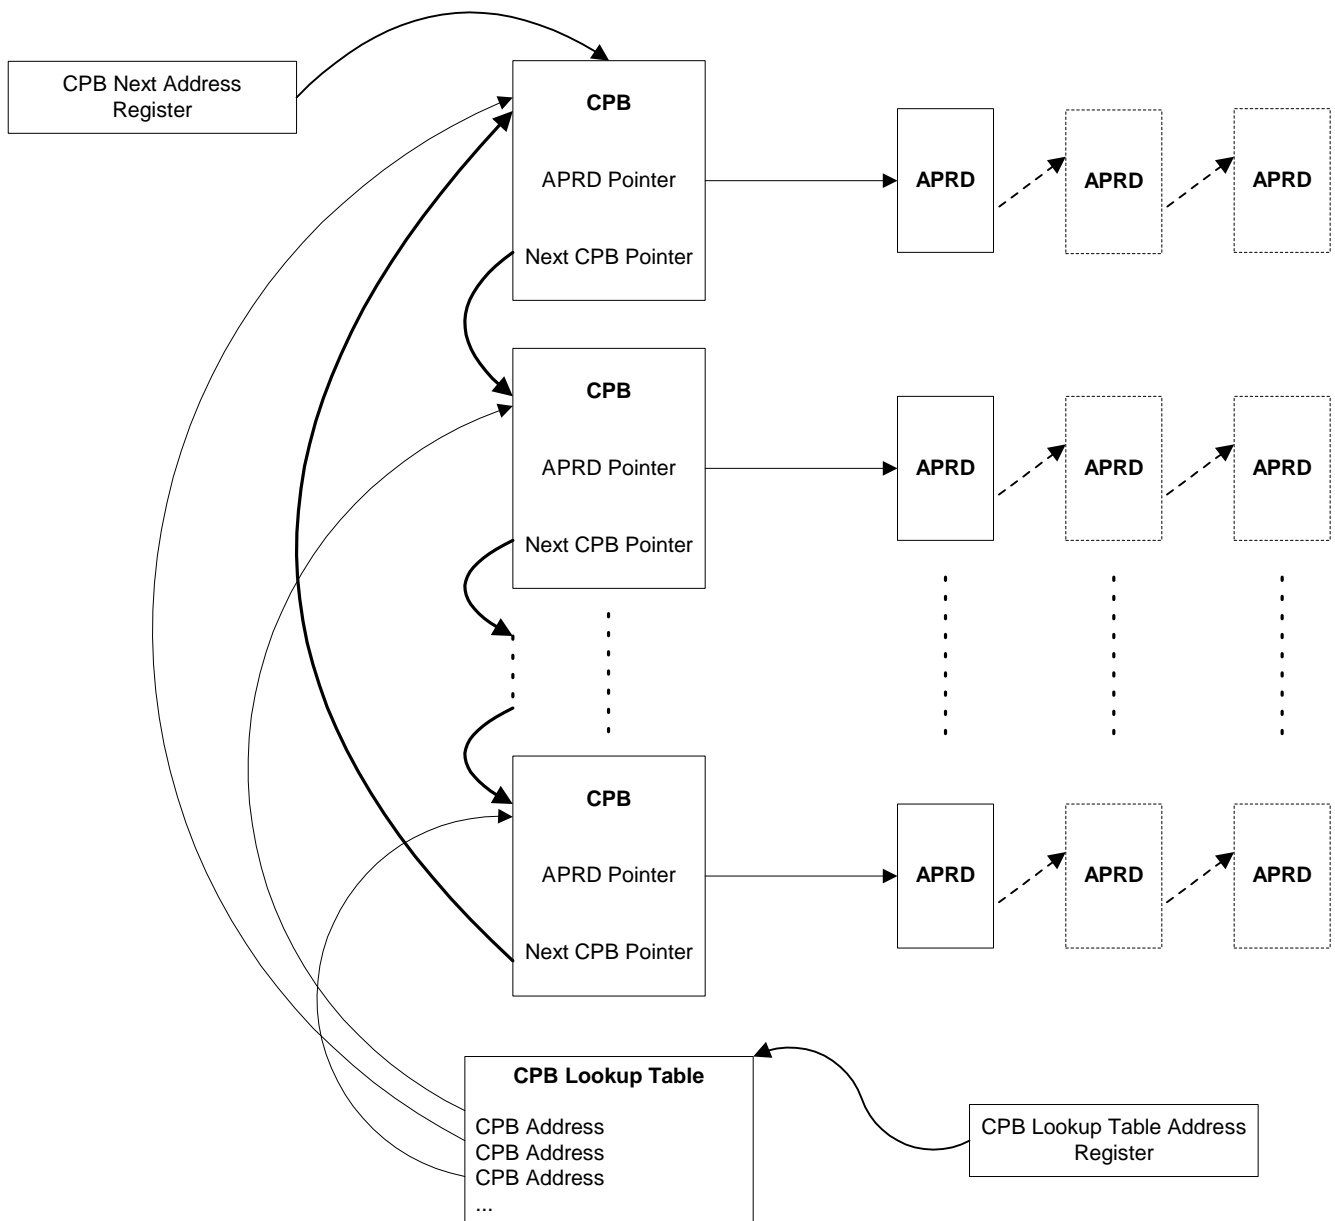 CPB Next Address
Register
CPB
APRD Pointer
Next CPB Pointer
APRD
APRD
APRD
CPB
APRD Pointer
Next CPB Pointer
APRD
APRD
APRD
CPB
APRD Pointer
Next CPB Pointer
APRD
APRD
APRD
CPB Lookup Table
CPB Address
CPB Address
CPB Address
...
CPB Lookup Table Address
Register